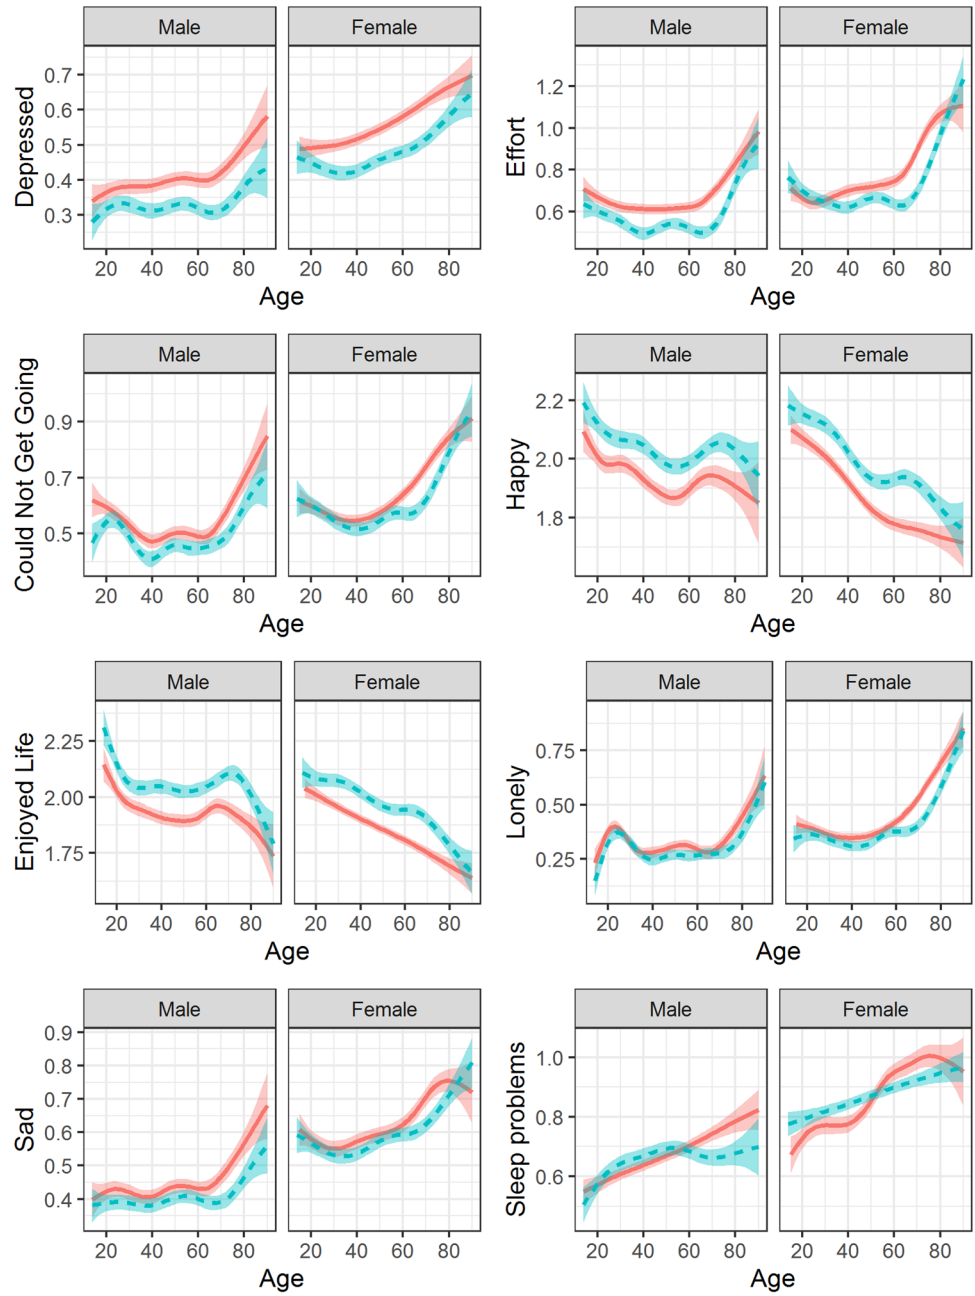 Male Female
Depressed
0.7
0.6
0.5
0.4
0.3
20 40 60 80 20 40 60 80
Age
Male Female
Effort
1.2
1.0
0.8
0.6
20 40 60 80 20 40 60 80
Age
Male Female
Could Not Get Going
0.9
0.7
0.5
20 40 60 80 20 40 60 80
Age
Male Female
Happy
2.2
2.0
1.8
20 40 60 80 20 40 60 80
Age
Male Female
Enjoyed Life
2.25
2.00
1.75
20 40 60 80 20 40 60 80
Age
Male Female
Lonely
0.75
0.50
0.25
20 40 60 80 20 40 60 80
Age
Male Female
Sad
0.9
0.8
0.7
0.6
0.5
0.4
20 40 60 80 20 40 60 80
Age
Male Female
Sleep problems
1.0
0.8
0.6
20 40 60 80 20 40 60 80
Age